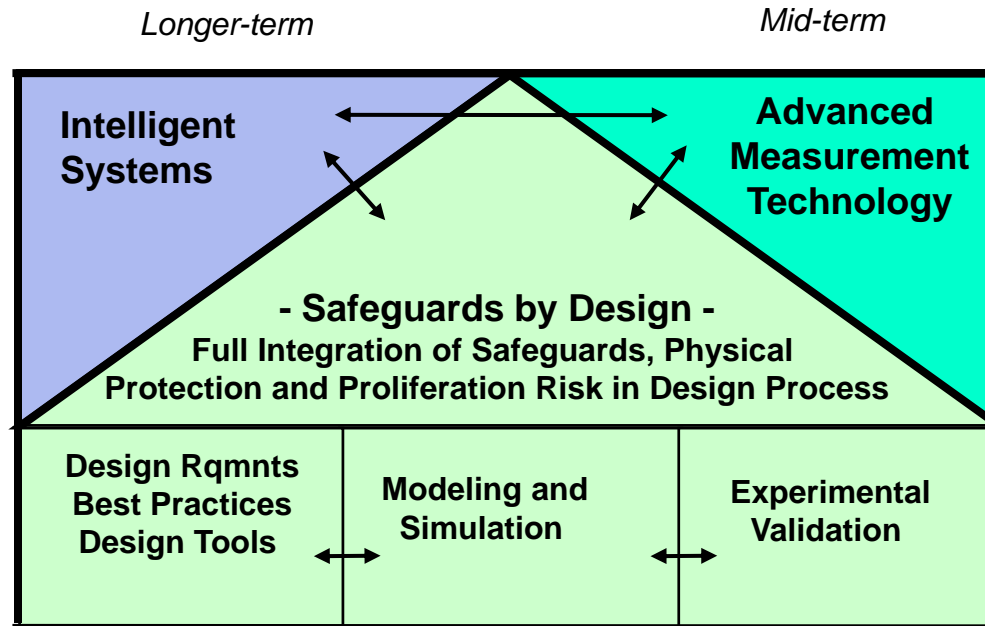 Longer-term
Mid-term
Intelligent
Systems
Advanced
Measurement
Technology
- Safeguards by Design -
Full Integration of Safeguards, Physical
Protection and Proliferation Risk in Design Process
Design Rqmnts
Best Practices
Design Tools
Modeling and
Simulation
Experimental
Validation